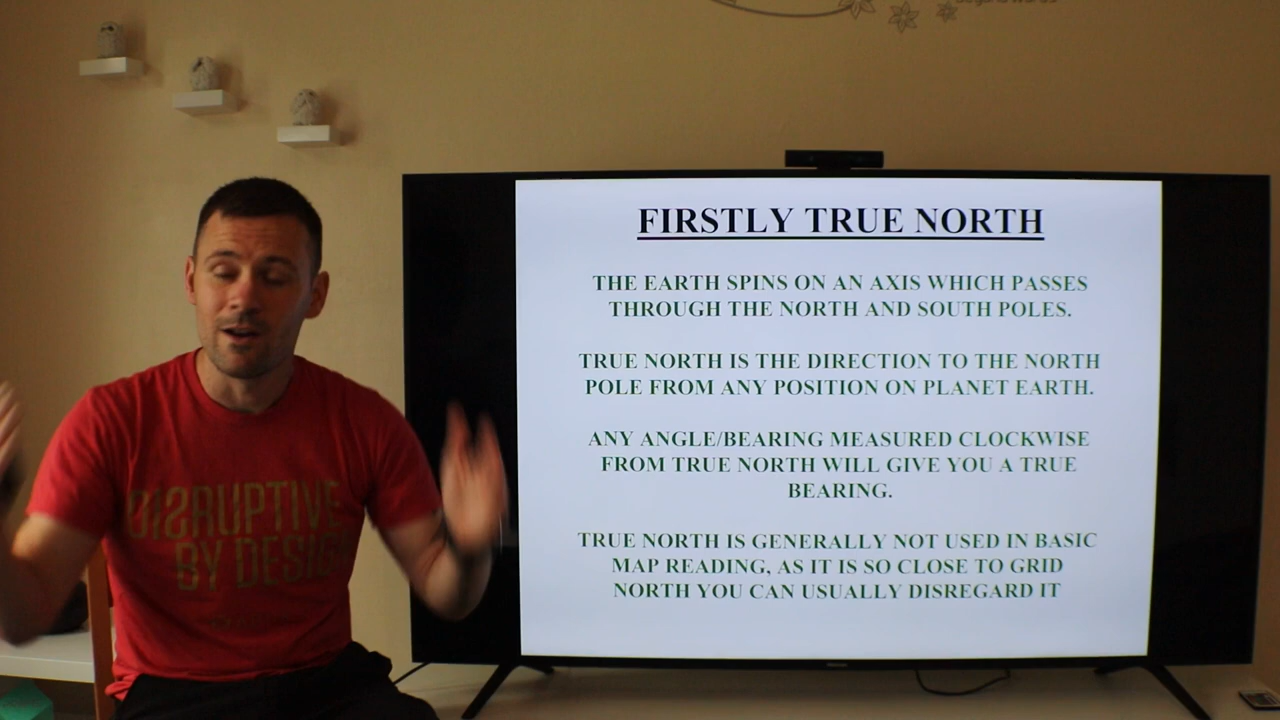 FIRSTLY TRUE NORTH
THE EARTH SPINS ON AN AXIS WHICH PASSES
THROUGH THE NORTH AND SOUTH POLES.
TRUE NORTH IS THE DIRECTION TO THE NORTH
POLE FROM ANY POSITION ON PLANET EARTH.
ANY ANGLE/BEARING MEASURED CLOCKWISE
FROM TRUE NORTH WILL GIVE YOU A TRUE
BEARING.
TRUE NORTH IS GENERALLY NOT USED IN BASIC
MAP READING, AS IT IS SO CLOSE TO GRID
NORTH YOU CAN USUALLY DISREGARD IT
DISRUPTIVE
BY DESIGN